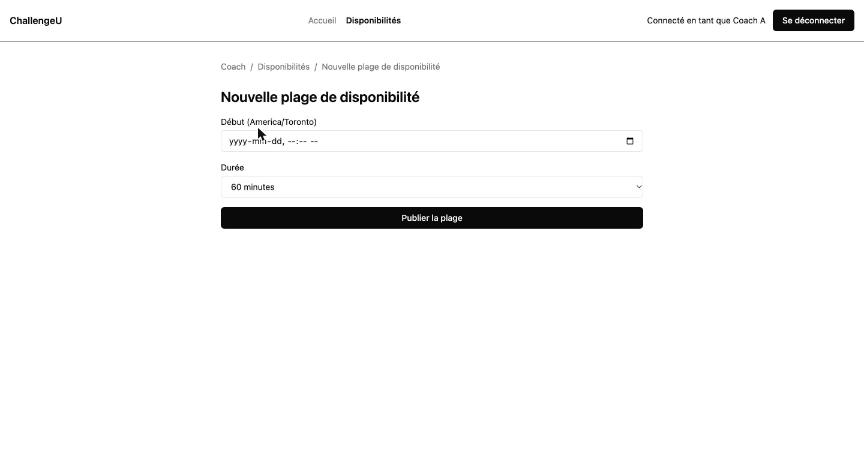 ChallengeU
Accueil
Disponibilités
Connecté en tant que Coach A
Se déconnecter
Coach / Disponibilités / Nouvelle plage de disponibilité
Nouvelle plage de disponibilité
Début (America/Toronto)
yyyy-mm-dd, --:-- --
Durée
60 minutes
Publier la plage